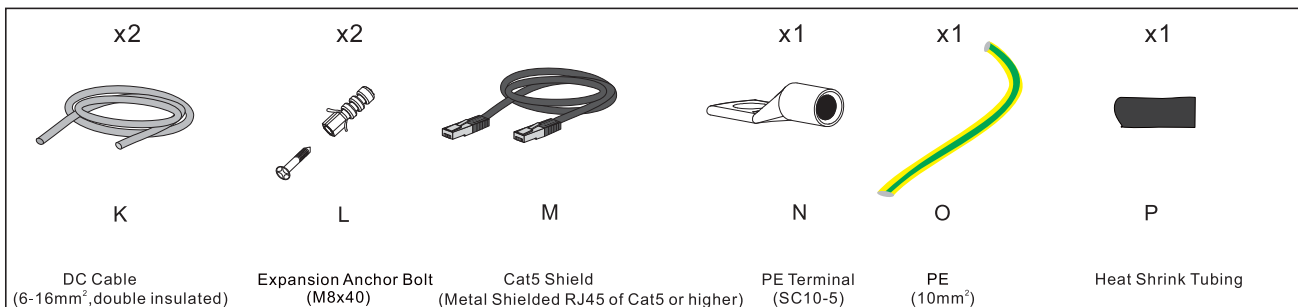 x2 x2 x1 x1 x1
K L M N O P
DC Cable Expansion Anchor Bolt Cat5 Shield PE Terminal PE Heat Shrink Tubing
(6-16mm²,double insulated) (M8x40) (Metal Shielded RJ45 of Cat5 or higher) (SC10-5) (10mm²)